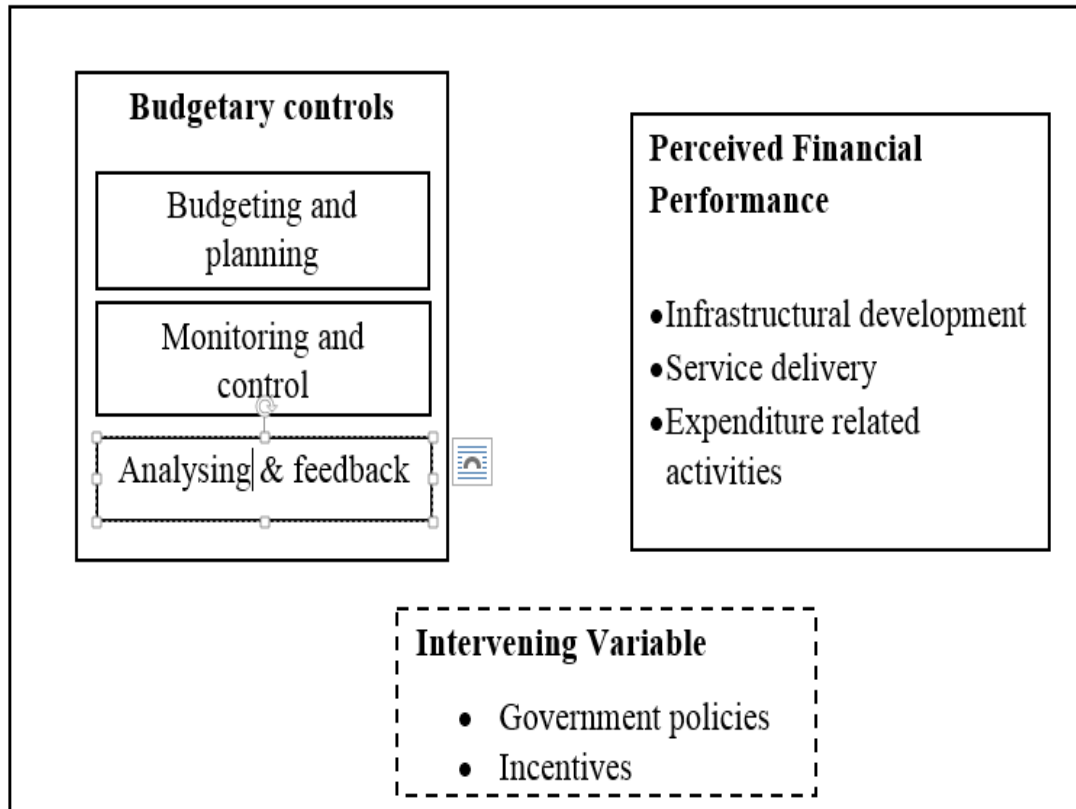 Budgetary controls
Budgeting and
planning
Monitoring and
control
Analysing & feedback
Perceived Financial
Performance
•Infrastructural development
•Service delivery
•Expenditure related
activities
Intervening Variable
• Government policies
• Incentives